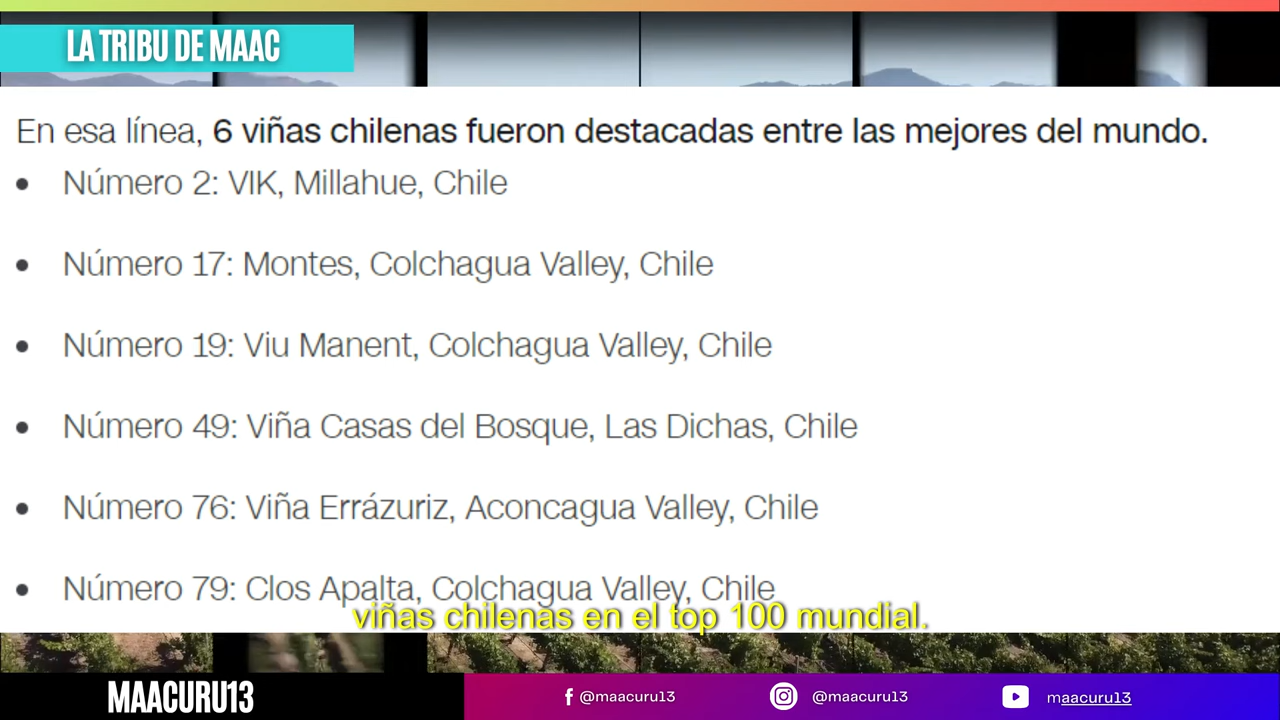 LA TRIBU DE MAAC
En esa línea, 6 viñas chilenas fueron destacadas entre las mejores del mundo.
Número 2: VIK, Millahue, Chile
Número 17: Montes, Colchagua Valley, Chile
Número 19: Viu Manent, Colchagua Valley, Chile
Número 49: Viña Casas del Bosque, Las Dichas, Chile
Número 76: Viña Errázuriz, Aconcagua Valley, Chile
Número 79: Clos Apalta, Colchagua Valley, Chile
viñas chilenas en el top 100 mundial.
MAACURU13
@maacuru13
@maacuru13
maacuru13